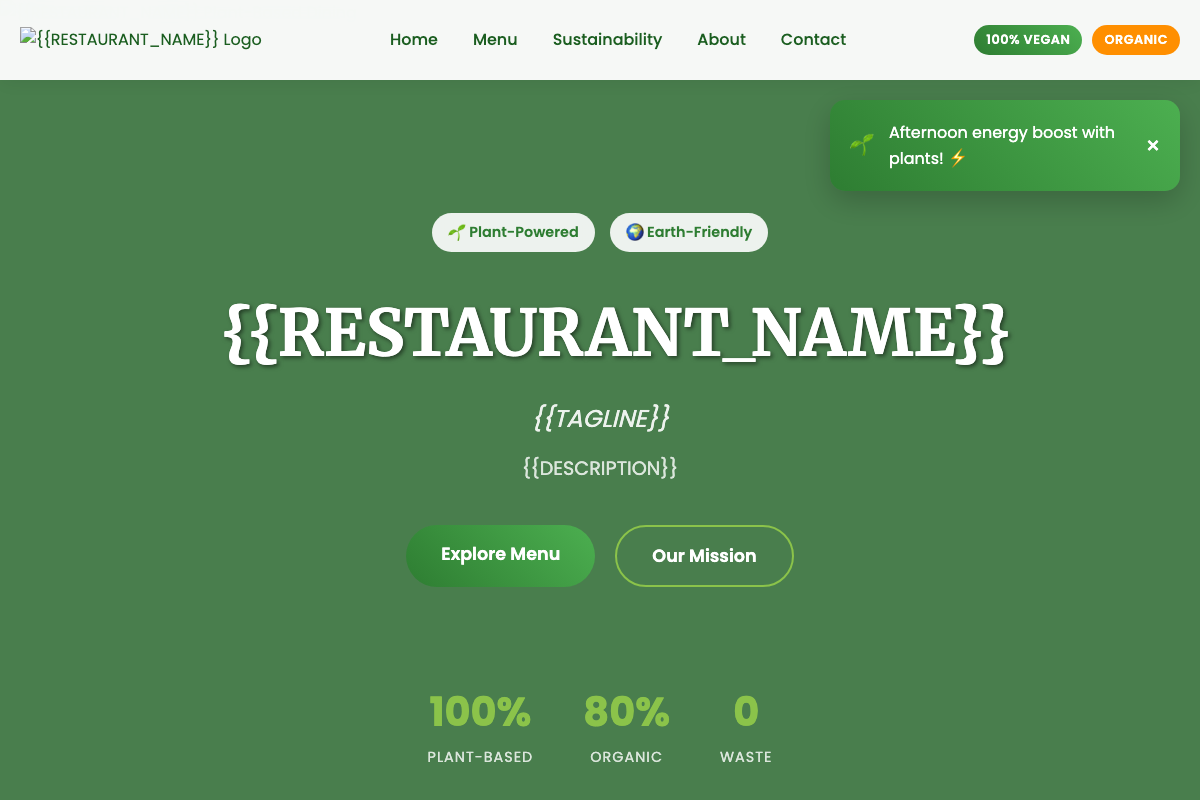 {{RESTAURANT_NAME}} Logo
Home
Menu
Sustainability
About
Contact
100% VEGAN
ORGANIC
Afternoon energy boost with
plants! ⚡
×
🌱 Plant-Powered
🌍 Earth-Friendly
{{RESTAURANT_NAME}}
{{TAGLINE}}
{{DESCRIPTION}}
Explore Menu
Our Mission
100%
80%
0
PLANT-BASED
ORGANIC
WASTE